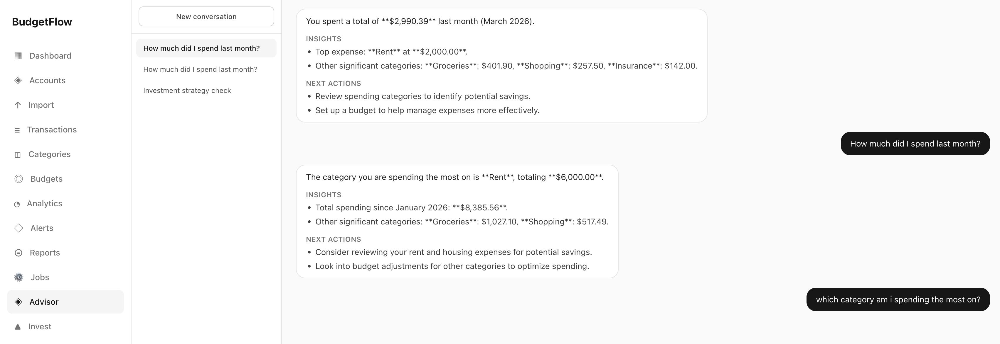 BudgetFlow
Dashboard
Accounts
Import
Transactions
Categories
Budgets
Analytics
Alerts
Reports
Jobs
Advisor
Invest
New conversation
How much did I spend last month?
How much did I spend last month?
Investment strategy check
You spent a total of **$2,990.39** last month (March 2026).
INSIGHTS
• Top expense: **Rent** at **$2,000.00**.
• Other significant categories: **Groceries**: $401.90, **Shopping**: $257.50, **Insurance**: $142.00.
NEXT ACTIONS
• Review spending categories to identify potential savings.
• Set up a budget to help manage expenses more effectively.
How much did I spend last month?
The category you are spending the most on is **Rent**, totaling **$6,000.00**.
INSIGHTS
• Total spending since January 2026: **$8,385.56**.
• Other significant categories: **Groceries**: $1,027.10, **Shopping**: $517.49.
NEXT ACTIONS
• Consider reviewing your rent and housing expenses for potential savings.
• Look into budget adjustments for other categories to optimize spending.
which category am i spending the most on?